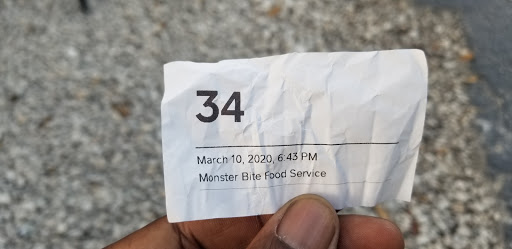 34
March 10, 2020, 6:43 PM
Monster Bite Food Service